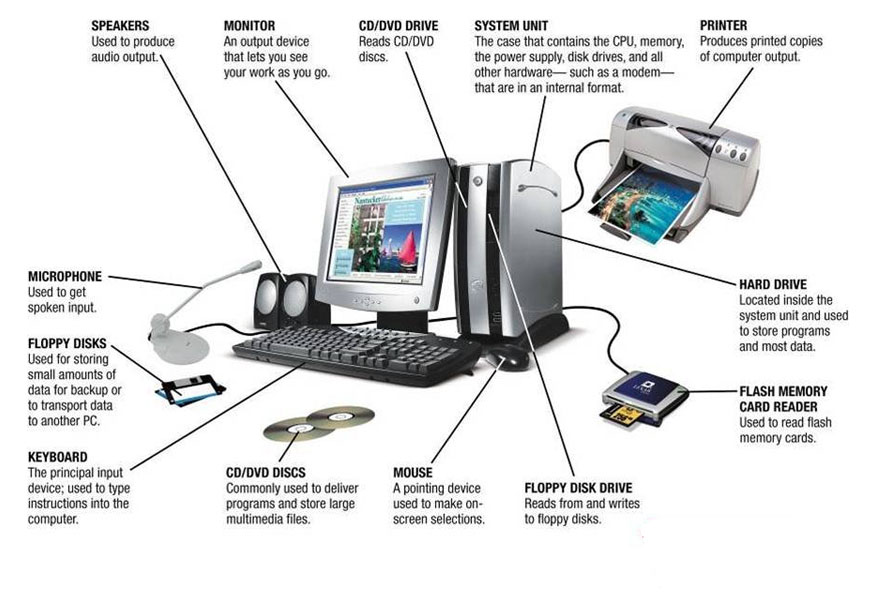 SPEAKERS
Used to produce
audio output.
MONITOR
An output device
that lets you see
your work as you go.
CD/DVD DRIVE
Reads CD/DVD
discs.
SYSTEM UNIT
The case that contains the CPU, memory,
the power supply, disk drives, and all
other hardware— such as a modem—
that are in an internal format.
PRINTER
Produces printed copies
of computer output.
MICROPHONE
Used to get
spoken input.
HARD DRIVE
Located inside the
system unit and used
to store programs
and most data.
FLOPPY DISKS
Used for storing
small amounts of
data for backup or
to transport data
to another PC.
FLASH MEMORY
CARD READER
Used to read flash
memory cards.
KEYBOARD
The principal input
device; used to type
instructions into the
computer.
CD/DVD DISCS
Commonly used to deliver
programs and store large
multimedia files.
MOUSE
A pointing device
used to make on-
screen selections.
FLOPPY DISK DRIVE
Reads from and writes
to floppy disks.
Nantucket